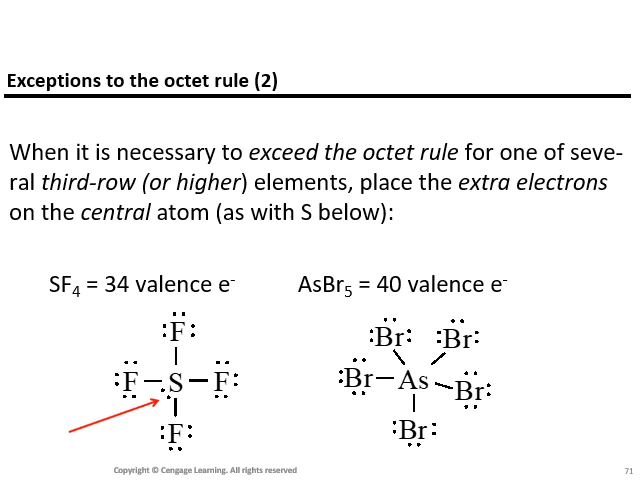 Exceptions to the octet rule (2)
When it is necessary to exceed the octet rule for one of seve-
ral third-row (or higher) elements, place the extra electrons
on the central atom (as with S below):
SF₄ = 34 valence e⁻ AsBr₅ = 40 valence e⁻
F Br Br
F S F Br As Br
F Br
Copyright © Cengage Learning. All rights reserved 71